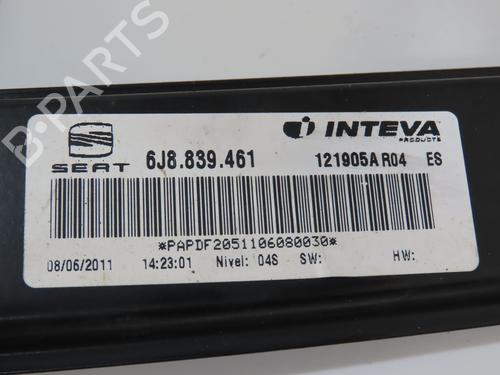 B-PARTS
SEAT
INTEVA
PRODUCTS
6J8.839.461
121905A R04 ES
*PAPDF2051106080030*
08/06/2011 14:23:01 Nivel: 04S SW: HW: